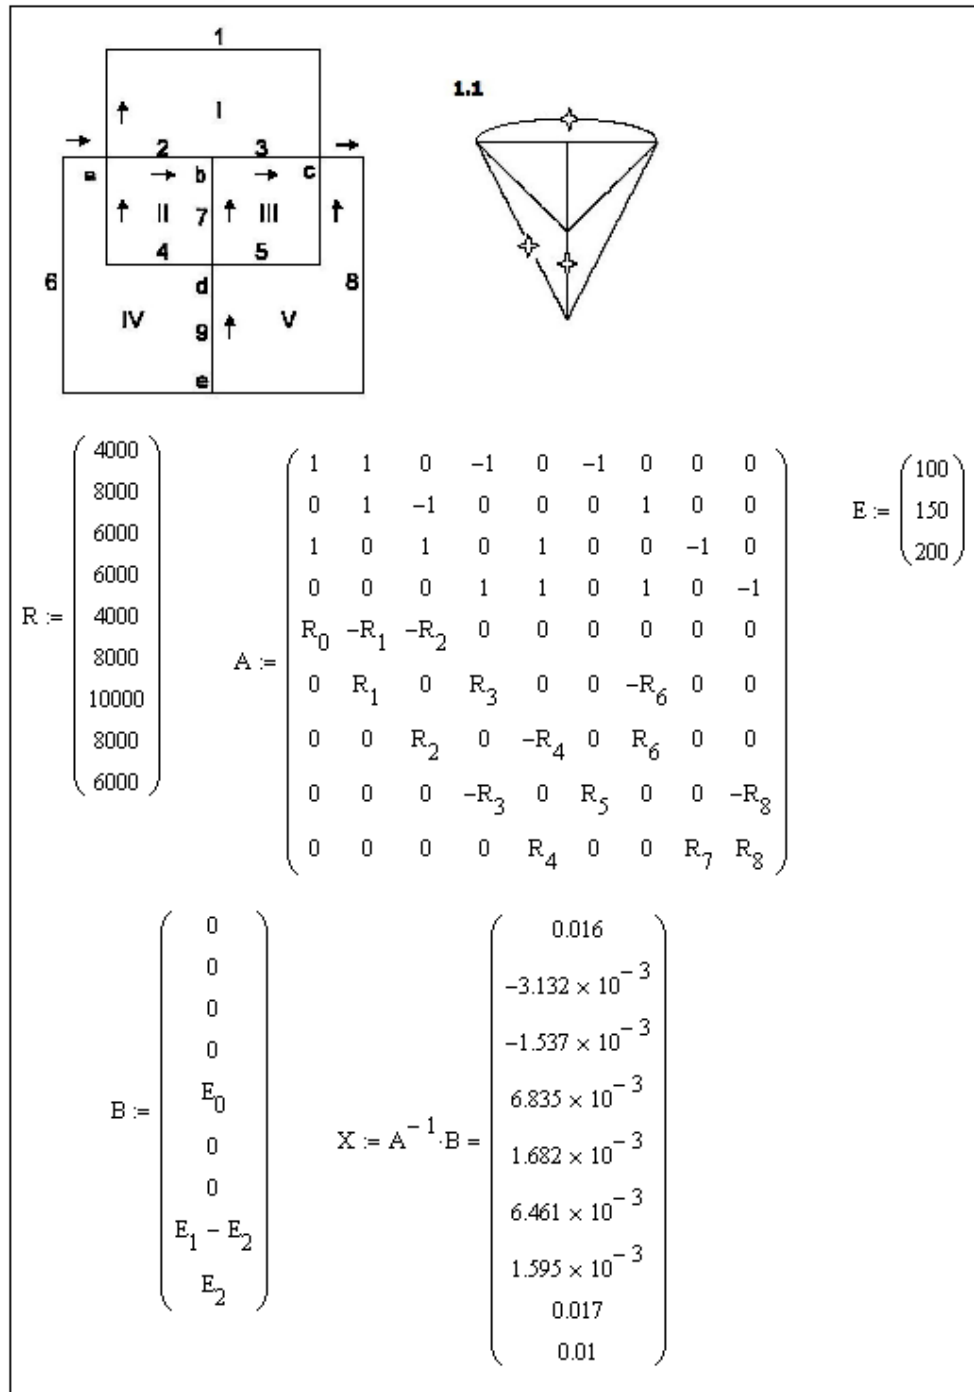 1
1.1
I
2 3
a b c
II 7 III
4 5
6 d 8
IV 9 V
e
R := ( 4000 8000 6000 6000 4000 8000 10000 8000 6000 )
A :=
1 1 0 -1 0 -1 0 0 0
0 1 -1 0 0 0 1 0 0
1 0 1 0 1 0 0 -1 0
0 0 0 1 1 0 1 0 -1
R0 -R1 -R2 0 0 0 0 0 0
0 R1 0 R3 0 0 -R6 0 0
0 0 R2 0 -R4 0 R6 0 0
0 0 0 -R3 0 R5 0 0 -R8
0 0 0 0 R4 0 0 R7 R8
E := ( 100 150 200 )
B :=
0
0
0
0
E0
0
0
E1 − E2
E2
X := A^-1 · B =
0.016
−3.132 × 10^-3
−1.537 × 10^-3
6.835 × 10^-3
1.682 × 10^-3
6.461 × 10^-3
1.595 × 10^-3
0.017
0.01